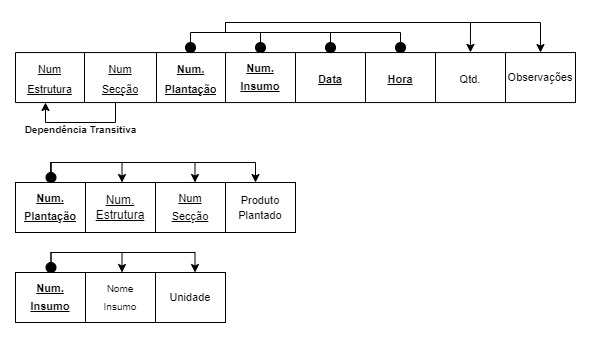 Num
Estrutura
Num
Secção
Num.
Plantação
Num.
Insumo
Data
Hora
Qtd.
Observações
Dependência Transitiva
Num.
Plantação
Num.
Estrutura
Num
Secção
Produto
Plantado
Num.
Insumo
Nome
Insumo
Unidade